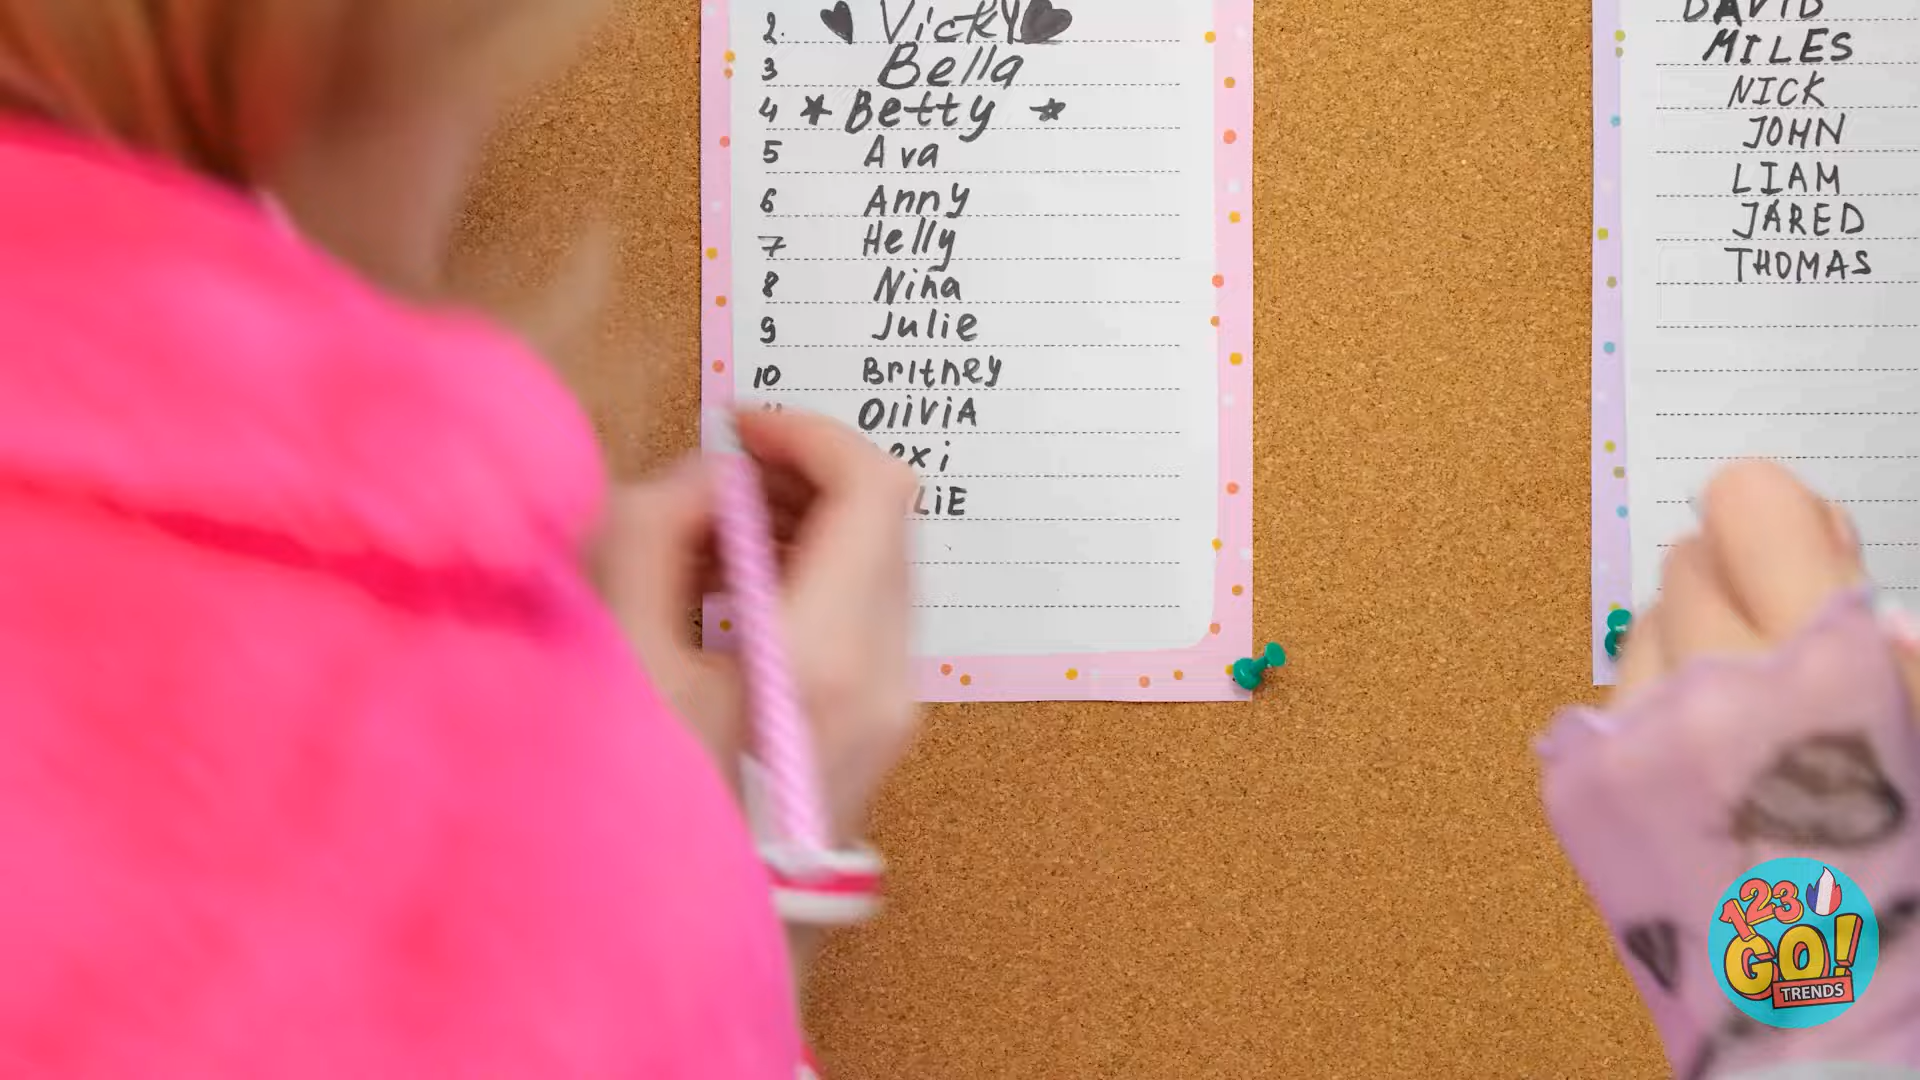 2. Vicky
3 Bella
4 * Betty *
5 Ava
6 Anny
7 Helly
8 Nina
9 Julie
10 Britney
OliviA
MILES
NICK
JOHN
LIAM
JARED
THOMAS
123
GO!
TRENDS